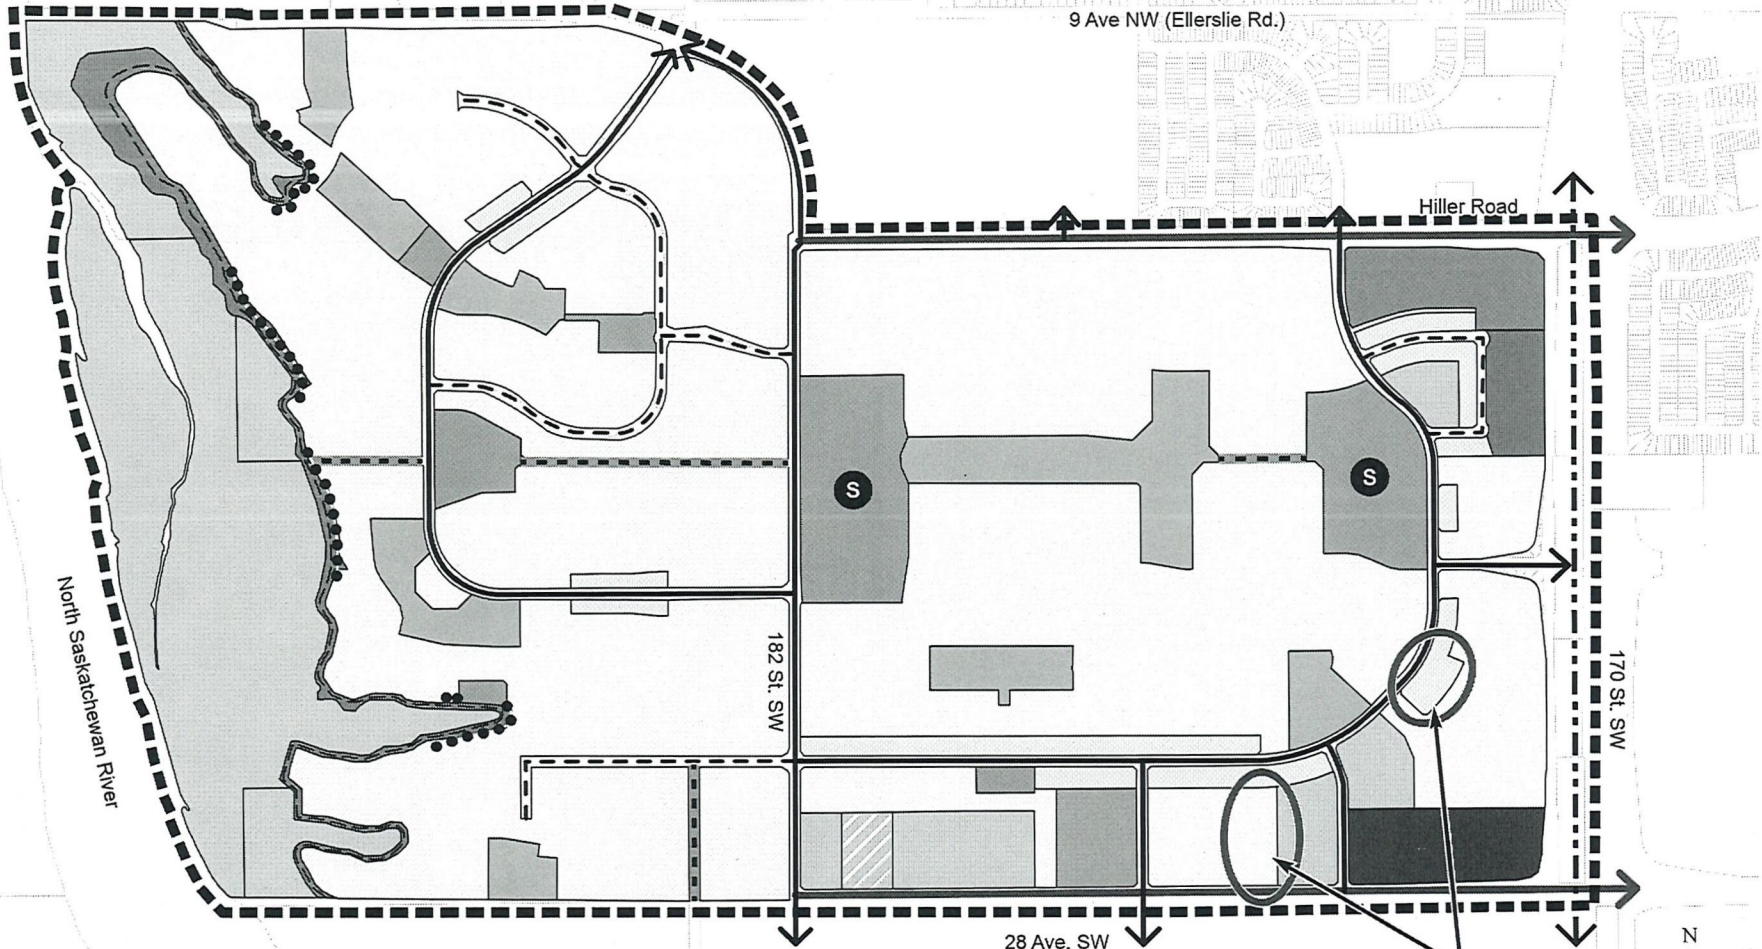 9 Ave NW (Ellerslie Rd.)
Hiller Road
S
S
North Saskatchewan River
182 St. SW
170 St. SW
28 Ave. SW
N